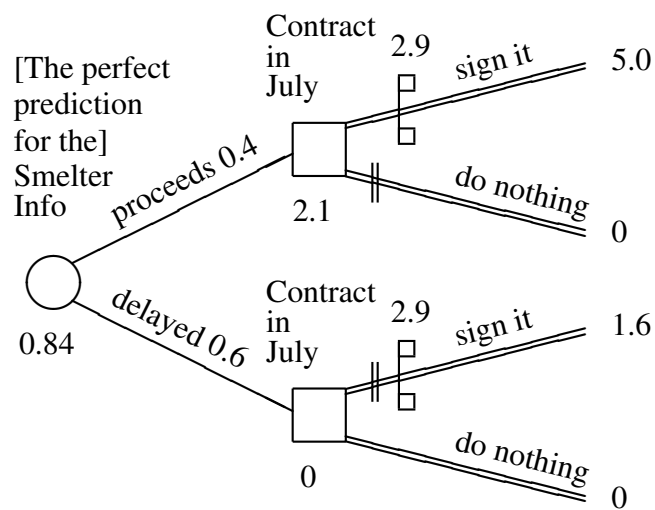 [The perfect
prediction
for the]
Smelter
Info
proceeds 0.4
Contract
in
July
2.9
sign it
5.0
2.1
do nothing
0
0.84
delayed 0.6
Contract
in
July
2.9
sign it
1.6
0
do nothing
0